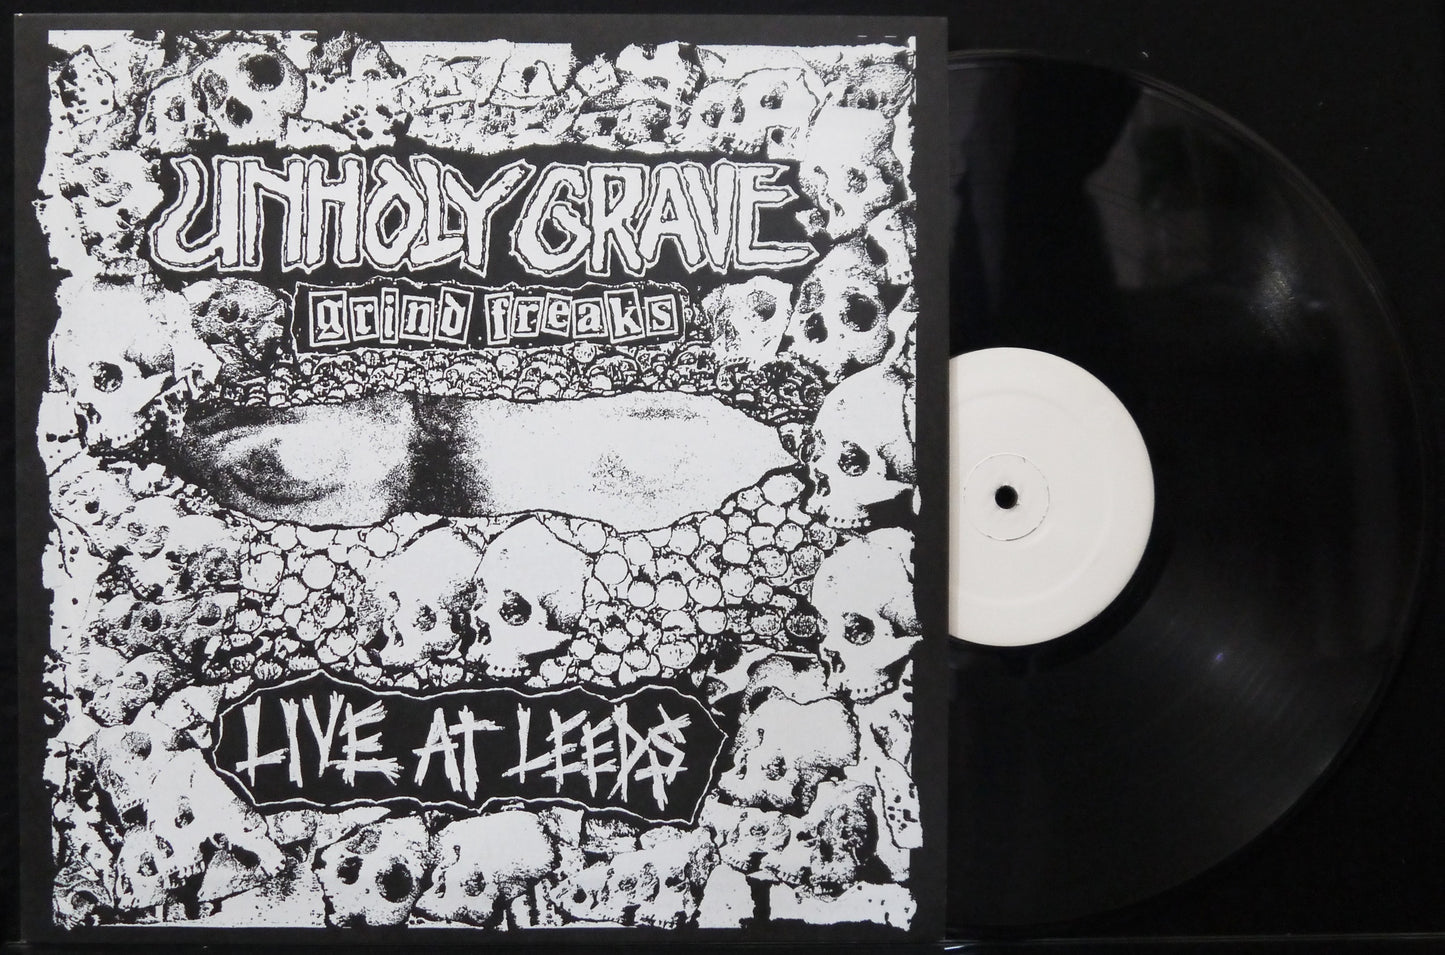 UNHOLY GRAVE
grind freaks
LIVE AT LEEDS